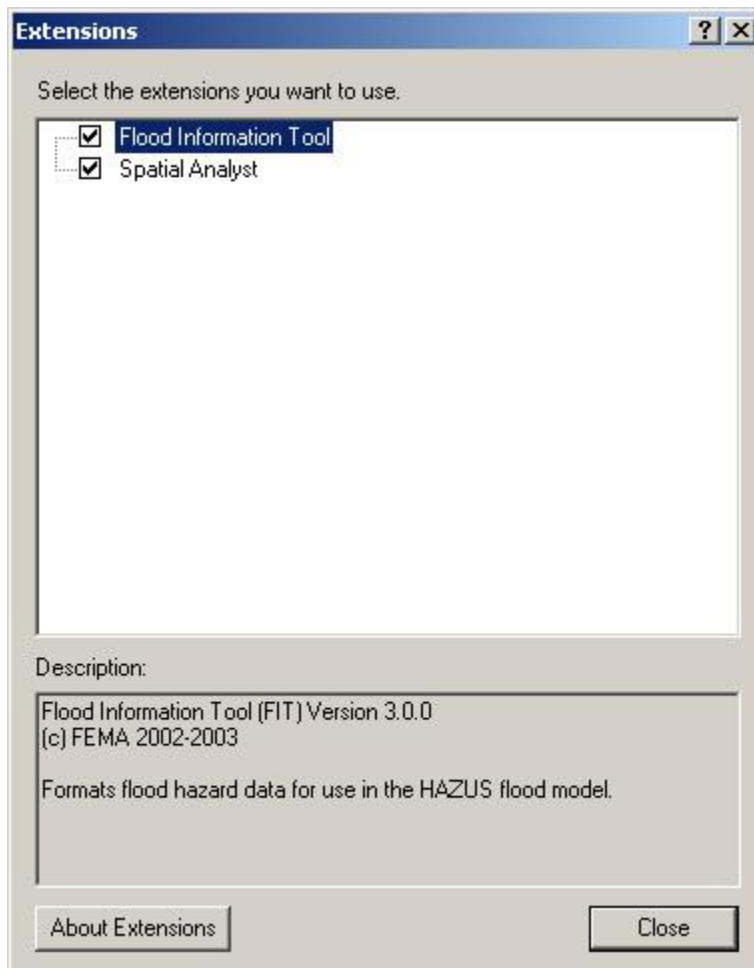 Extensions
Select the extensions you want to use.
Flood Information Tool
Spatial Analyst
Description:
Flood Information Tool (FIT) Version 3.0.0
(c) FEMA 2002-2003
Formats flood hazard data for use in the HAZUS flood model.
About Extensions
Close